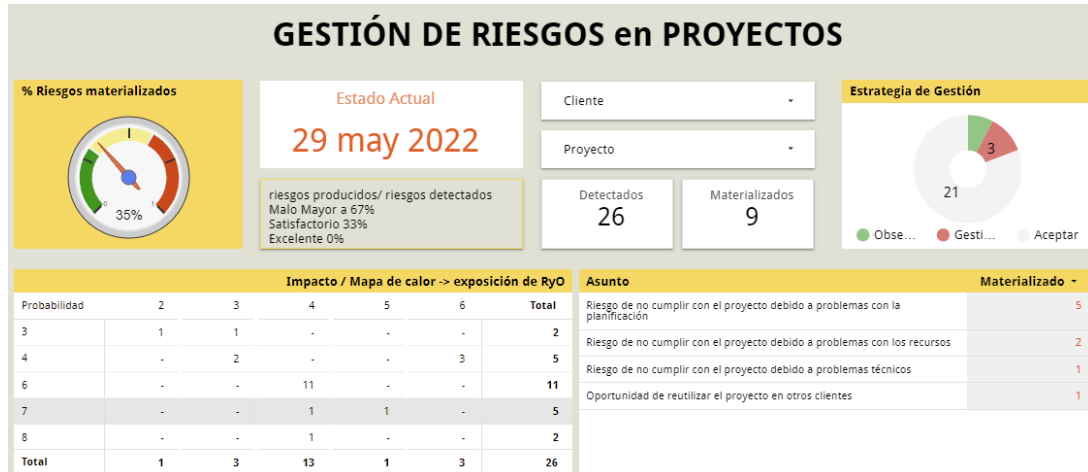 GESTIÓN DE RIESGOS en PROYECTOS
% Riesgos materializados
0
1
35%
Estado Actual
29 may 2022
riesgos producidos/ riesgos detectados
Malo Mayor a 67%
Satisfactorio 33%
Excelente 0%
Cliente
Proyecto
Detectados
26
Materializados
9
Estrategia de Gestión
3
21
Obse...
Gesti...
Aceptar
Impacto / Mapa de calor -> exposición de RyO
Probabilidad 2 3 4 5 6 Total
3 1 1 - - - 2
4 - 2 - - 3 5
6 - - 11 - - 11
7 - - 1 1 - 5
8 - - 1 - - 2
Total 1 3 13 1 3 26
Asunto Materializado
Riesgo de no cumplir con el proyecto debido a problemas con la
planificación 5
Riesgo de no cumplir con el proyecto debido a problemas con los recursos 2
Riesgo de no cumplir con el proyecto debido a problemas técnicos 1
Oportunidad de reutilizar el proyecto en otros clientes 1